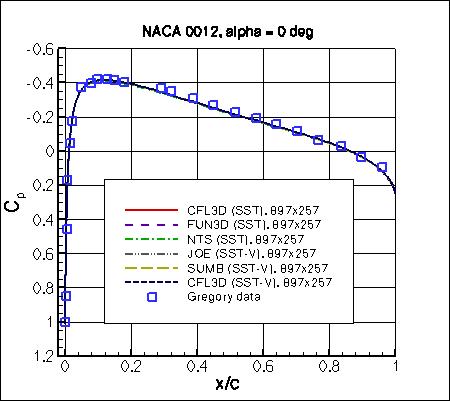 NACA 0012, alpha = 0 deg
-0.6
-0.4
-0.2
0
0.2
0.4
0.6
0.8
1
1.2
Cp
CFL3D (SST), 897x257
FUN3D (SST), 897x257
NTS (SST), 897x257
JOE (SST-V), 897x257
SUMB (SST-V), 897x257
CFL3D (SST-V), 897x257
Gregory data
0 0.2 0.4 0.6 0.8 1
x/c